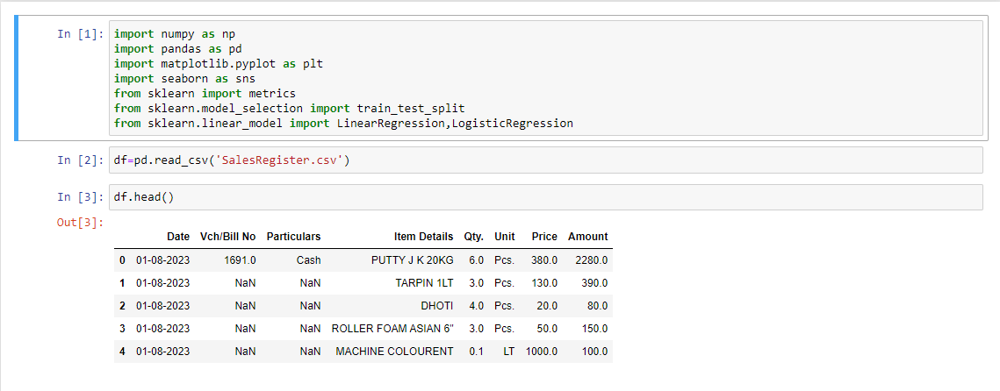 In [1]: import numpy as np
import pandas as pd
import matplotlib.pyplot as plt
import seaborn as sns
from sklearn import metrics
from sklearn.model_selection import train_test_split
from sklearn.linear_model import LinearRegression,LogisticRegression
In [2]: df=pd.read_csv('SalesRegister.csv')
In [3]: df.head()
Out[3]:
Date Vch/Bill No Particulars Item Details Qty. Unit Price Amount
0 01-08-2023 1691.0 Cash PUTTY J K 20KG 6.0 Pcs. 380.0 2280.0
1 01-08-2023 NaN NaN TARPIN 1LT 3.0 Pcs. 130.0 390.0
2 01-08-2023 NaN NaN DHOTI 4.0 Pcs. 20.0 80.0
3 01-08-2023 NaN NaN ROLLER FOAM ASIAN 6" 3.0 Pcs. 50.0 150.0
4 01-08-2023 NaN NaN MACHINE COLOURENT 0.1 LT 1000.0 100.0